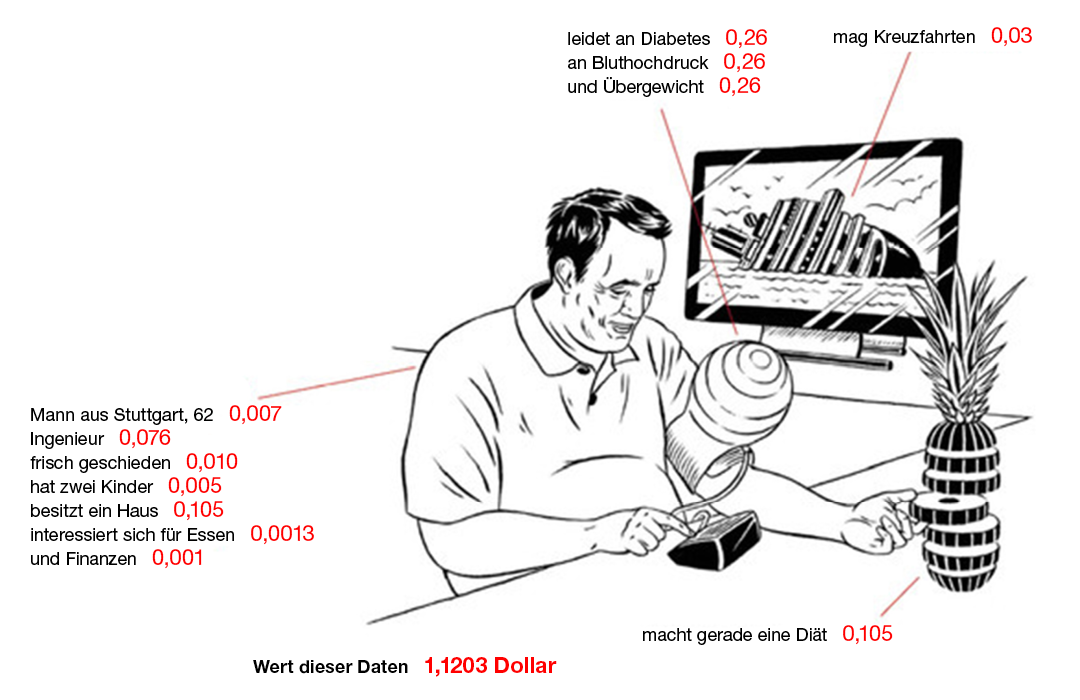 leidet an Diabetes 0,26
an Bluthochdruck 0,26
und Übergewicht 0,26
mag Kreuzfahrten 0,03
Mann aus Stuttgart, 62 0,007
Ingenieur 0,076
frisch geschieden 0,010
hat zwei Kinder 0,005
besitzt ein Haus 0,105
interessiert sich für Essen 0,0013
und Finanzen 0,001
macht gerade eine Diät 0,105
Wert dieser Daten 1,1203 Dollar